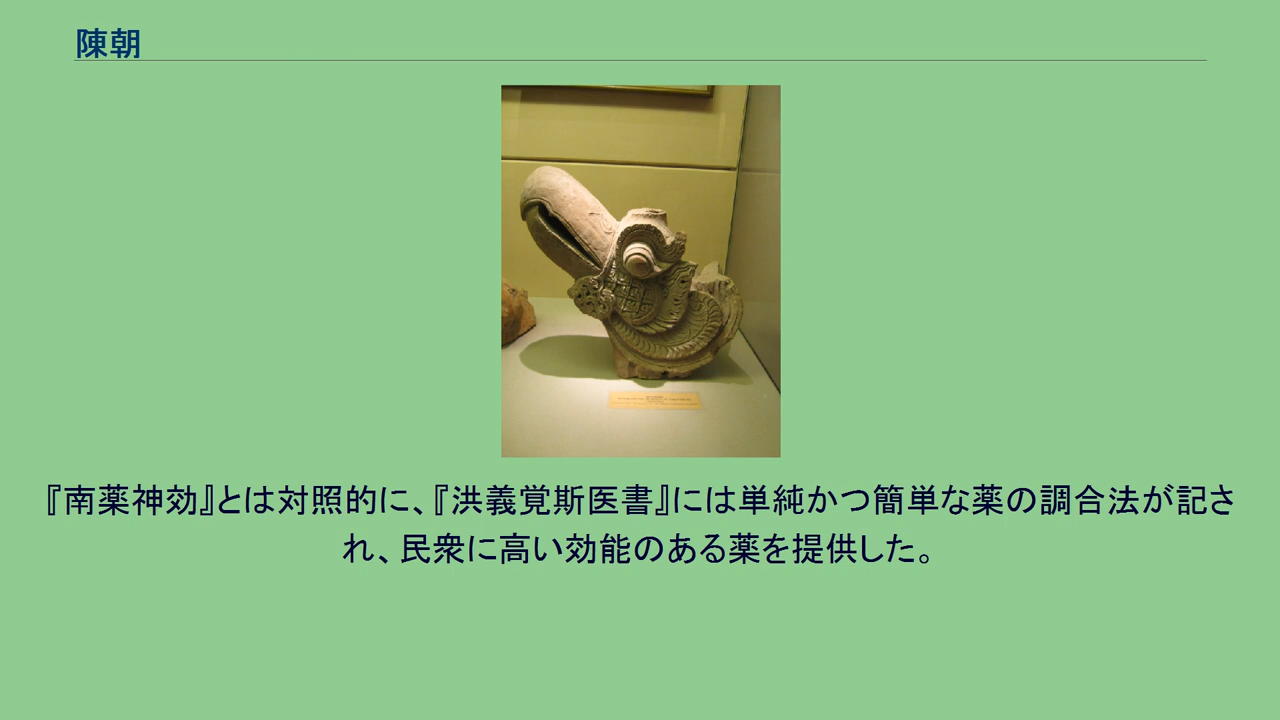 陳朝
『南薬神効』とは対照的に、『洪義覚斯医書』には単純かつ簡単な薬の調合法が記さ
れ、民衆に高い効能のある薬を提供した。